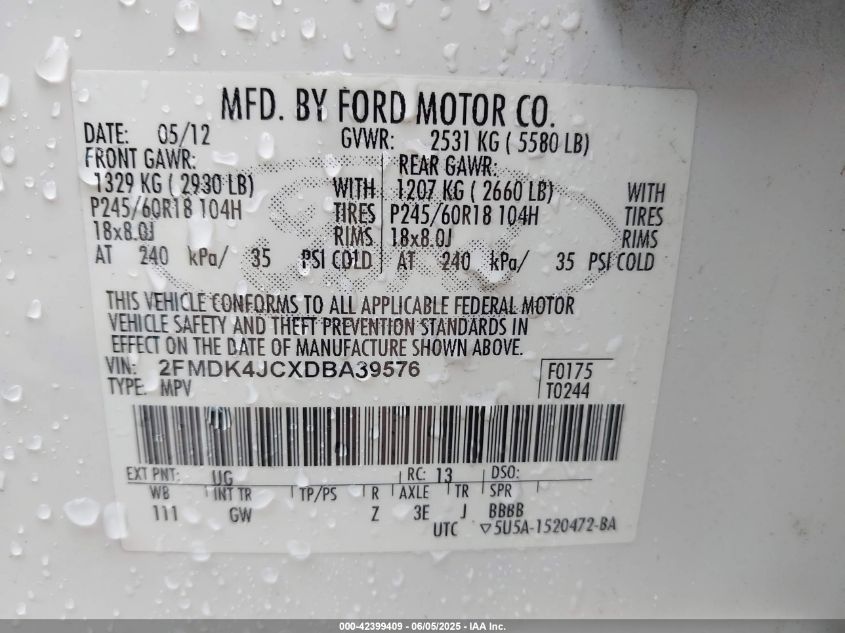 MFD. BY FORD MOTOR CO.
DATE: 05/12 GVWR: 2531 KG ( 5580 LB)
FRONT GAWR: REAR GAWR:
1329 KG ( 2930 LB) WITH 1207 KG ( 2660 LB) WITH
P245/60R18 104H TIRES P245/60R18 104H TIRES
18x8.0J RIMS 18x8.0J RIMS
AT 240 kPa/ 35 PSI COLD AT 240 kPa/ 35 PSI COLD
THIS VEHICLE CONFORMS TO ALL APPLICABLE FEDERAL MOTOR
VEHICLE SAFETY AND THEFT PREVENTION STANDARDS IN
EFFECT ON THE DATE OF MANUFACTURE SHOWN ABOVE.
VIN: 2FMDK4JCXDBA39576 F0175
TYPE: MPV T0244
EXT PNT: UG RC: 13 DSO:
WB INT TR TP/PS R AXLE TR SPR
111 GW Z 3E J BBBB
UTC ▽5U5A-1520472-BA
000-42399409 - 06/05/2025 - IAA Inc.